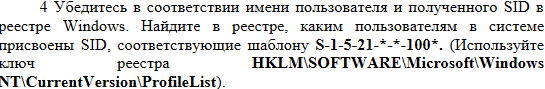 4 Убедитесь в соответствии имени пользователя и полученного SID в
реестре Windows. Найдите в реестре, каким пользователям в системе
присвоены SID, соответствующие шаблону S-1-5-21-*-*-100*. (Используйте
ключ реестра HKLM\SOFTWARE\Microsoft\Windows
NT\CurrentVersion\ProfileList).